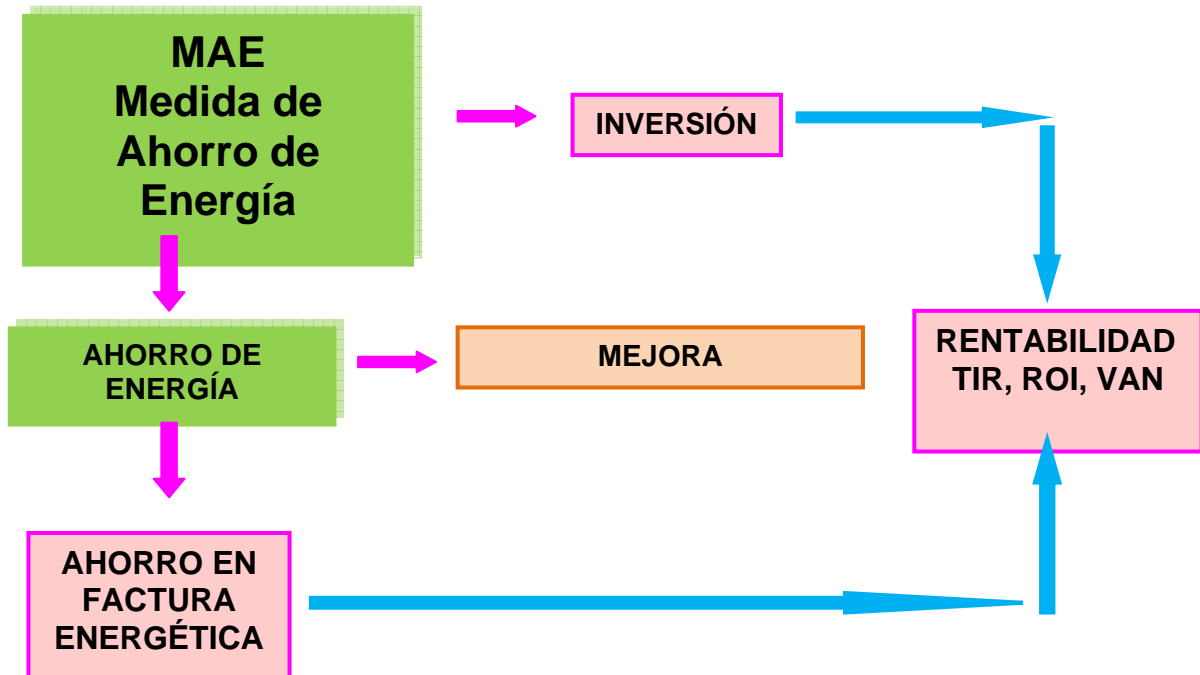 MAE
Medida de
Ahorro de
Energía
INVERSIÓN
AHORRO DE
ENERGÍA
MEJORA
RENTABILIDAD
TIR, ROI, VAN
AHORRO EN
FACTURA
ENERGÉTICA